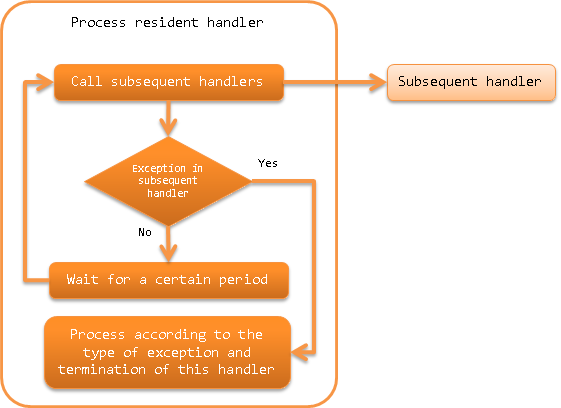 Process resident handler
Call subsequent handlers
Subsequent handler
Exception in
subsequent
handler
Yes
No
Wait for a certain period
Process according to the
type of exception and
termination of this handler